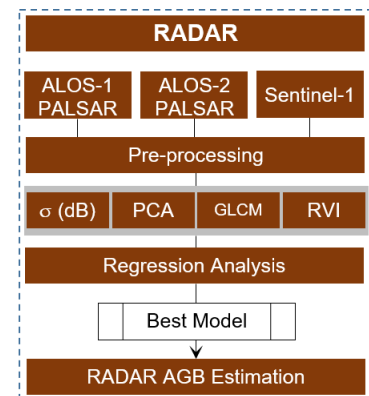 RADAR
ALOS-1 PALSAR
ALOS-2 PALSAR
Sentinel-1
Pre-processing
σ (dB)
PCA
GLCM
RVI
Regression Analysis
Best Model
RADAR AGB Estimation